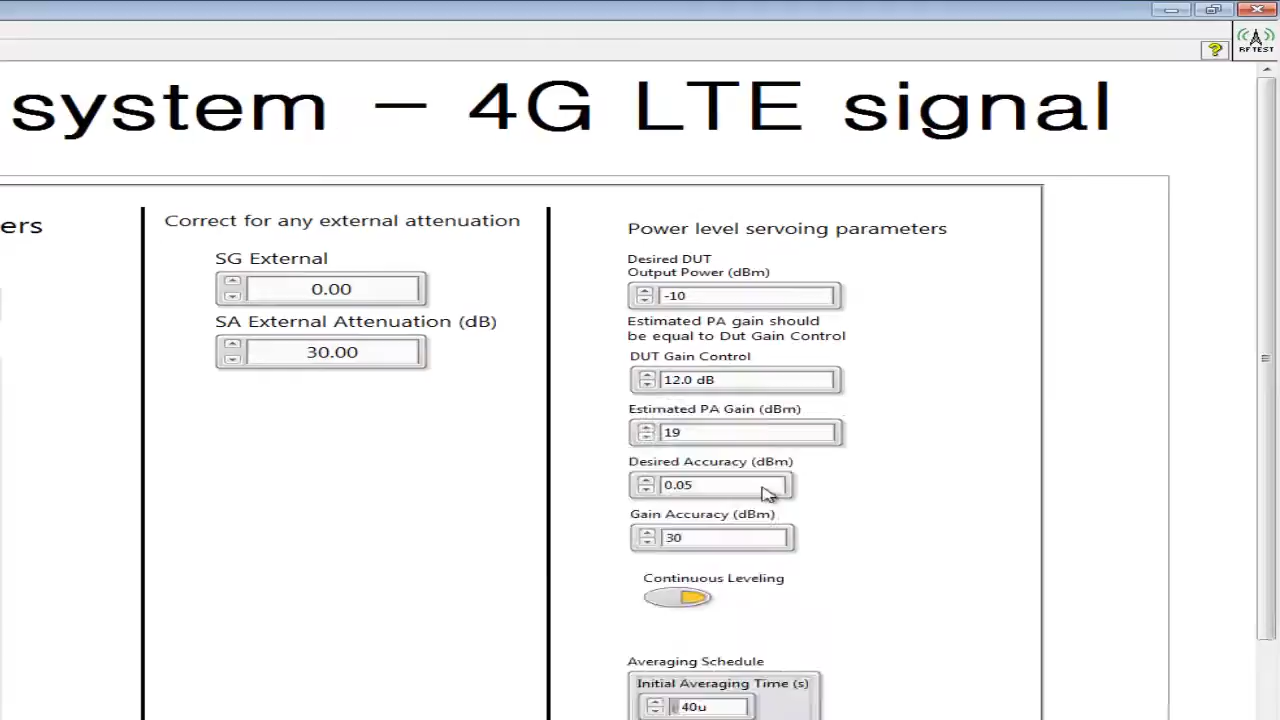 RF TEST
system – 4G LTE signal
ers
Correct for any external attenuation
SG External
0.00
SA External Attenuation (dB)
30.00
Power level servoing parameters
Desired DUT
Output Power (dBm)
-10
Estimated PA gain should
be equal to Dut Gain Control
DUT Gain Control
12.0 dB
Estimated PA Gain (dBm)
19
Desired Accuracy (dBm)
0.05
Gain Accuracy (dBm)
30
Continuous Leveling
Averaging Schedule
Initial Averaging Time (s)
40u